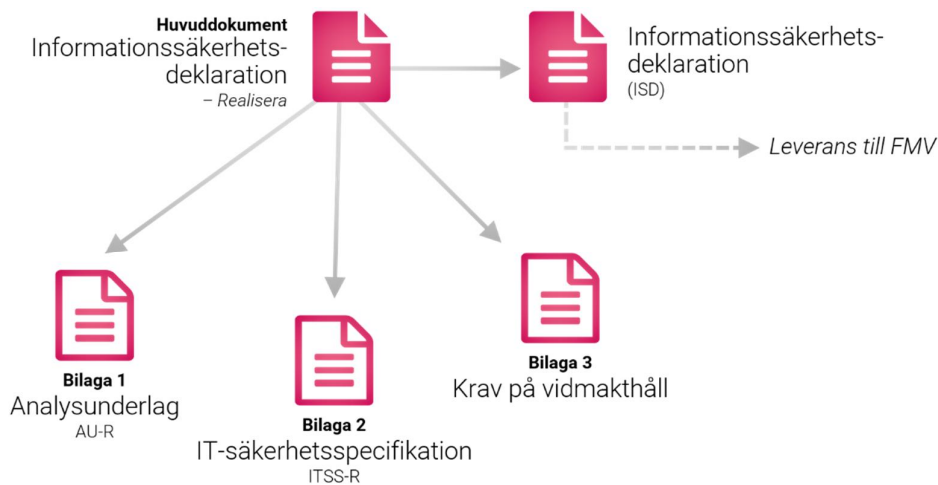 Huvuddokument
Informationssäkerhets-
deklaration
– Realisera
Informationssäkerhets-
deklaration
(ISD)
Leverans till FMV
Bilaga 1
Analysunderlag
AU-R
Bilaga 2
IT-säkerhetsspecifikation
ITSS-R
Bilaga 3
Krav på vidmakthåll